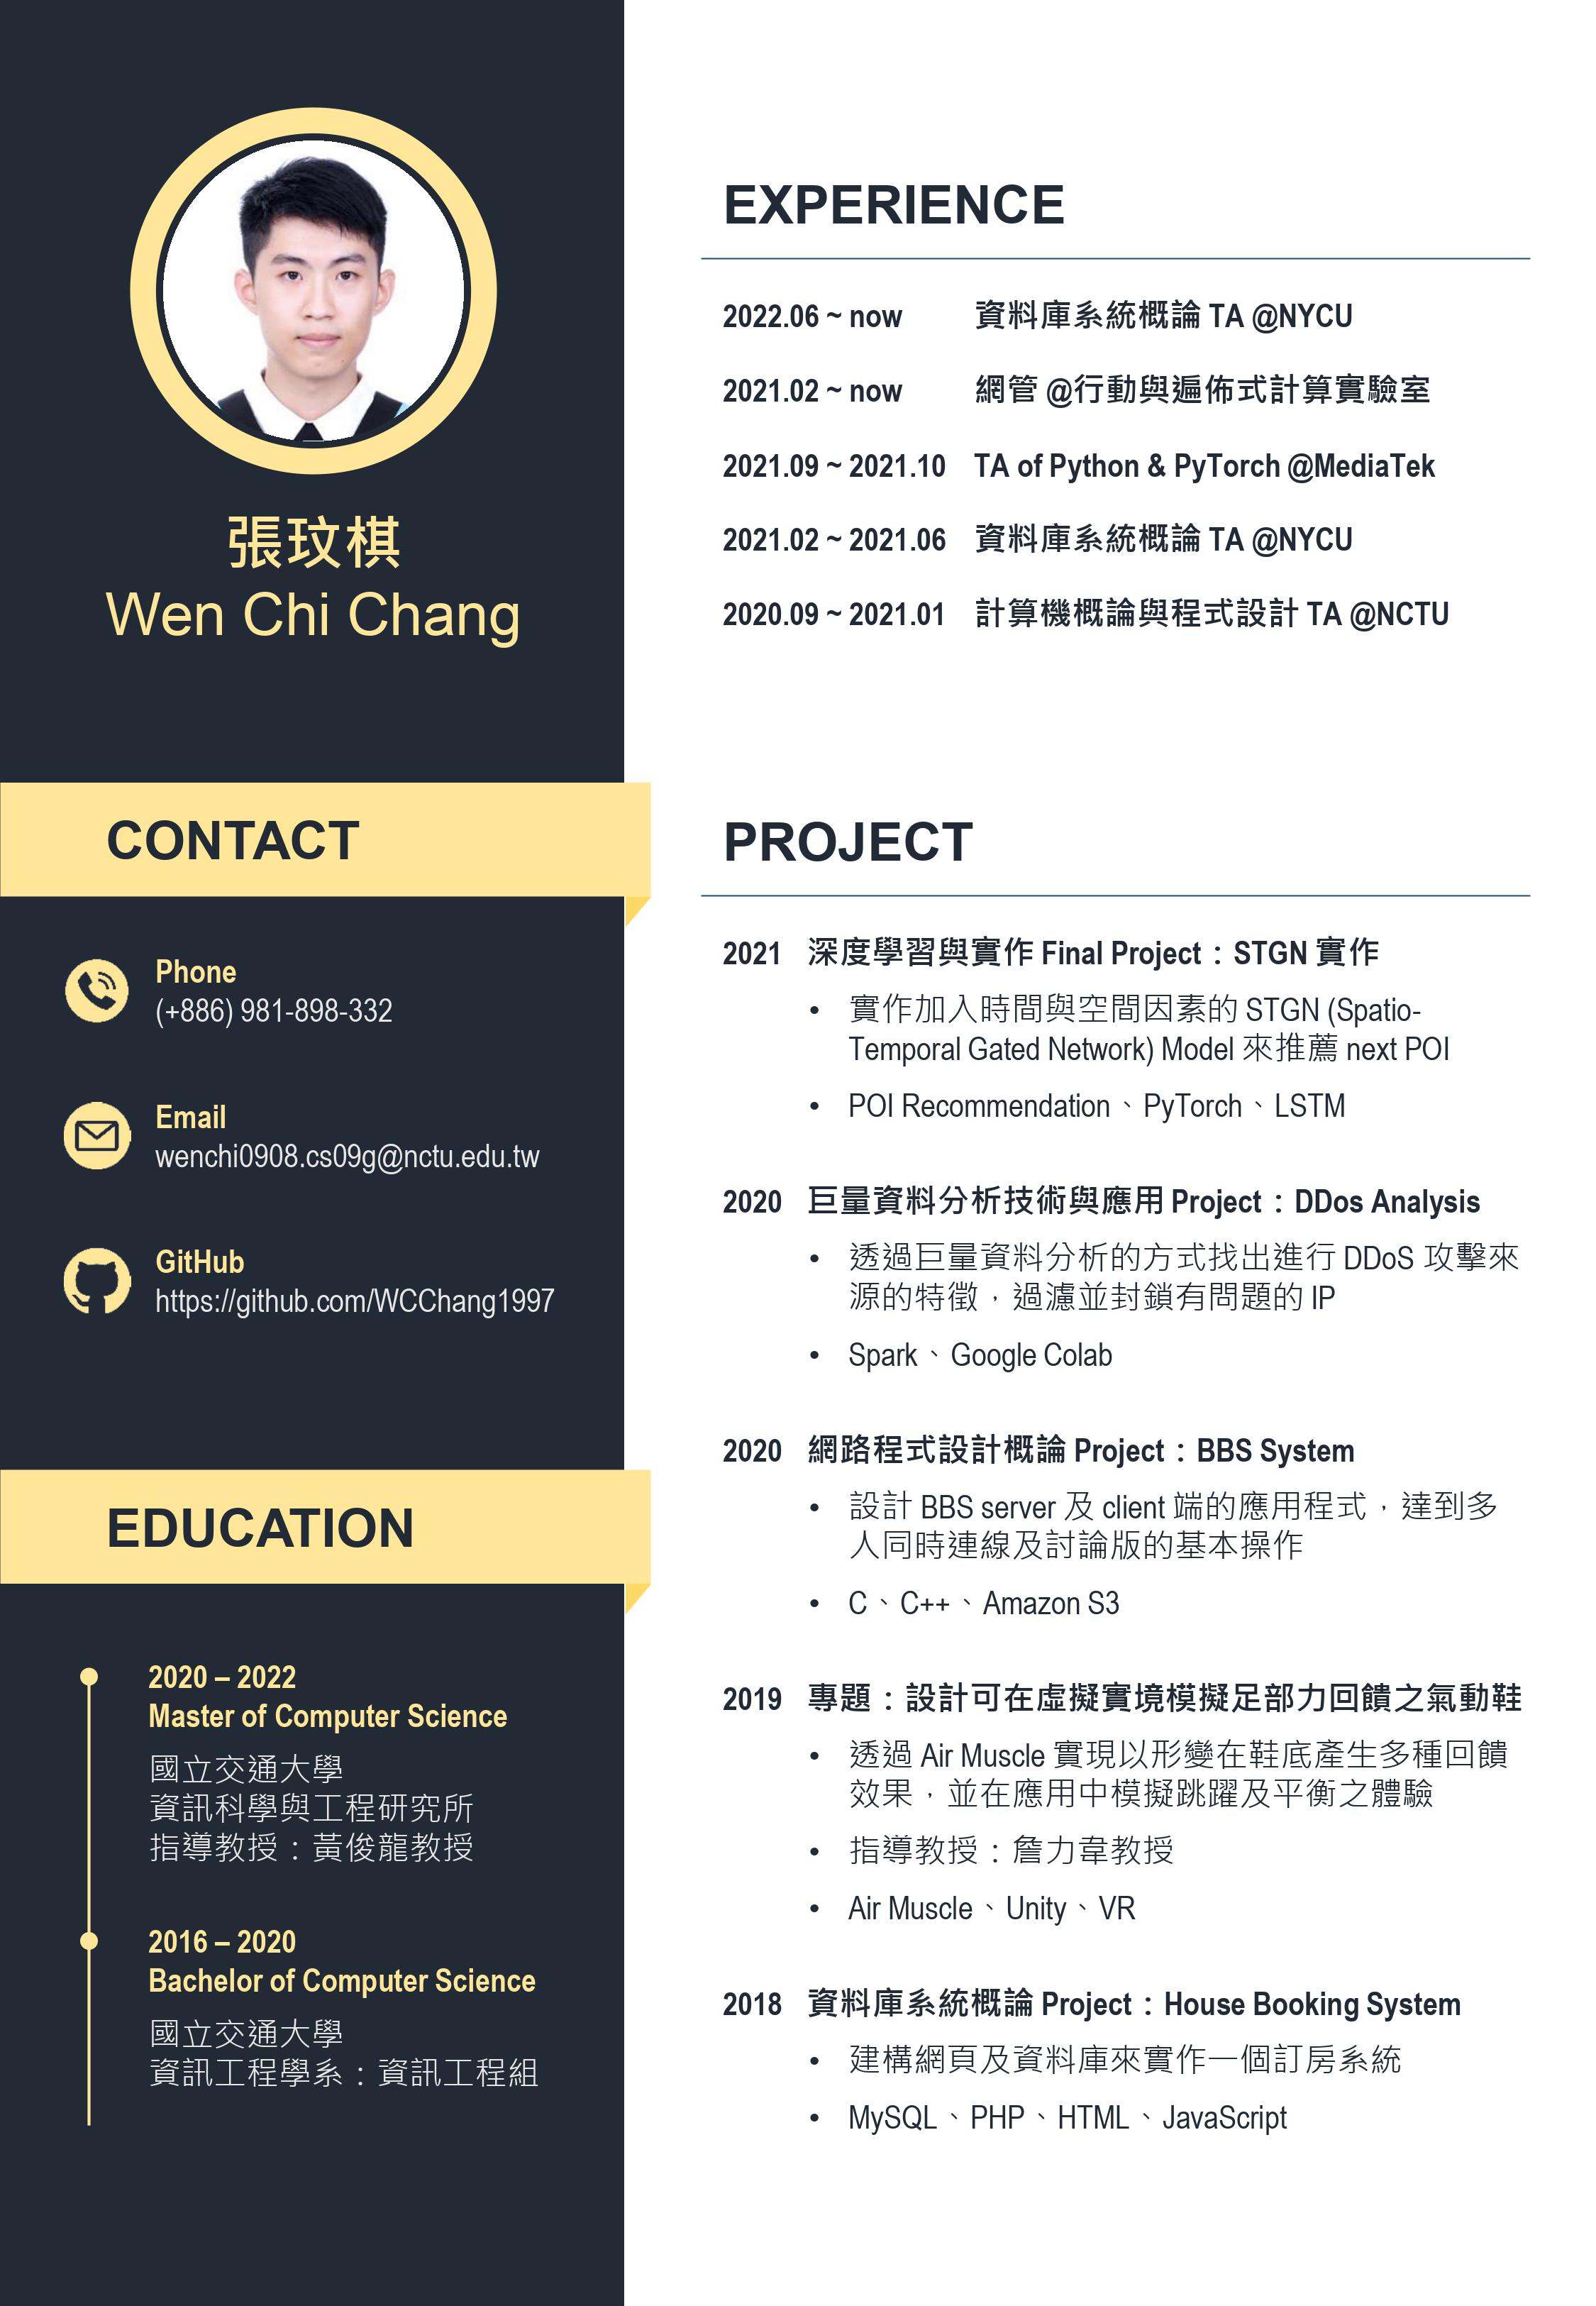 張玟棋
Wen Chi Chang
CONTACT
Phone
(+886) 981-898-332
Email
wenchi0908.cs09g@nctu.edu.tw
GitHub
https://github.com/WCChang1997
EDUCATION
2020 – 2022
Master of Computer Science
國立交通大學
資訊科學與工程研究所
指導教授：黃俊龍教授
2016 – 2020
Bachelor of Computer Science
國立交通大學
資訊工程學系：資訊工程組
EXPERIENCE
2022.06 ~ now 資料庫系統概論 TA @NYCU
2021.02 ~ now 網管 @行動與遍佈式計算實驗室
2021.09 ~ 2021.10 TA of Python & PyTorch @MediaTek
2021.02 ~ 2021.06 資料庫系統概論 TA @NYCU
2020.09 ~ 2021.01 計算機概論與程式設計 TA @NCTU
PROJECT
2021 深度學習與實作 Final Project：STGN 實作
• 實作加入時間與空間因素的 STGN (Spatio-
Temporal Gated Network) Model 來推薦 next POI
• POI Recommendation、PyTorch、LSTM
2020 巨量資料分析技術與應用 Project：DDos Analysis
• 透過巨量資料分析的方式找出進行 DDoS 攻擊來
源的特徵，過濾並封鎖有問題的 IP
• Spark、Google Colab
2020 網路程式設計概論 Project：BBS System
• 設計 BBS server 及 client 端的應用程式，達到多
人同時連線及討論版的基本操作
• C、C++、Amazon S3
2019 專題：設計可在虛擬實境模擬足部力回饋之氣動鞋
• 透過 Air Muscle 實現以形變在鞋底產生多種回饋
效果，並在應用中模擬跳躍及平衡之體驗
• 指導教授：詹力韋教授
• Air Muscle、Unity、VR
2018 資料庫系統概論 Project：House Booking System
• 建構網頁及資料庫來實作一個訂房系統
• MySQL、PHP、HTML、JavaScript